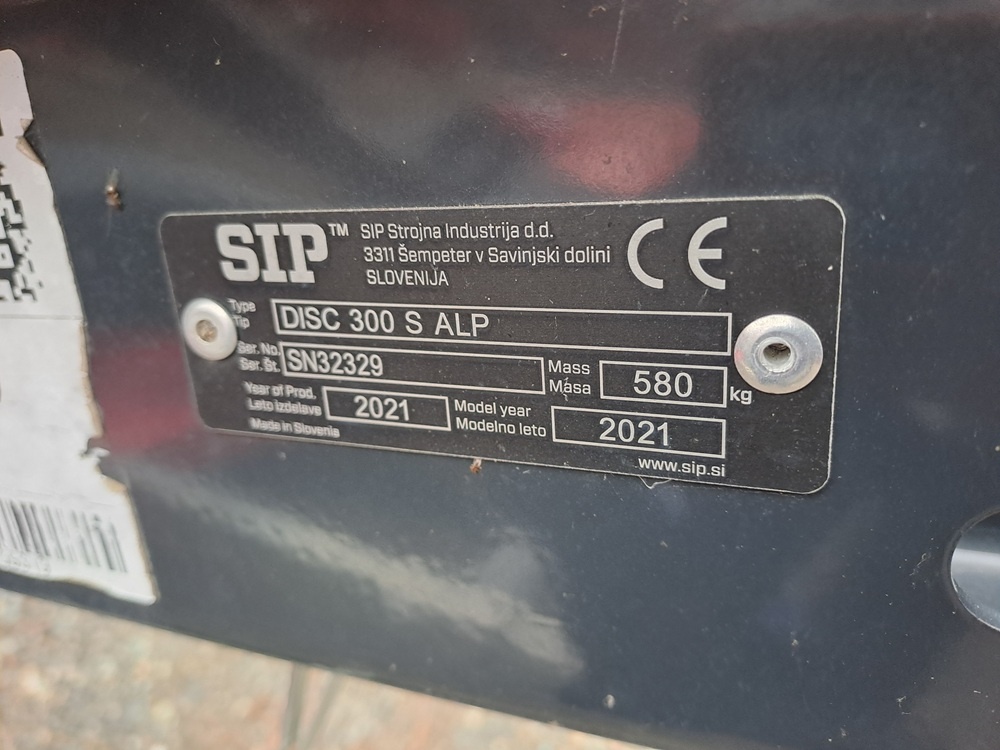 SIP™
SIP Strojna Industrija d.d.
3311 Šempeter v Savinjski dolini
SLOVENIJA
CE
Type
Tip
DISC 300 S ALP
Ser. No.
Ser. Št.
SN32329
Mass
Masa
580
kg
Year of Prod.
Leto izdelave
2021
Model year
Modelno leto
2021
Made in Slovenia
www.sip.si